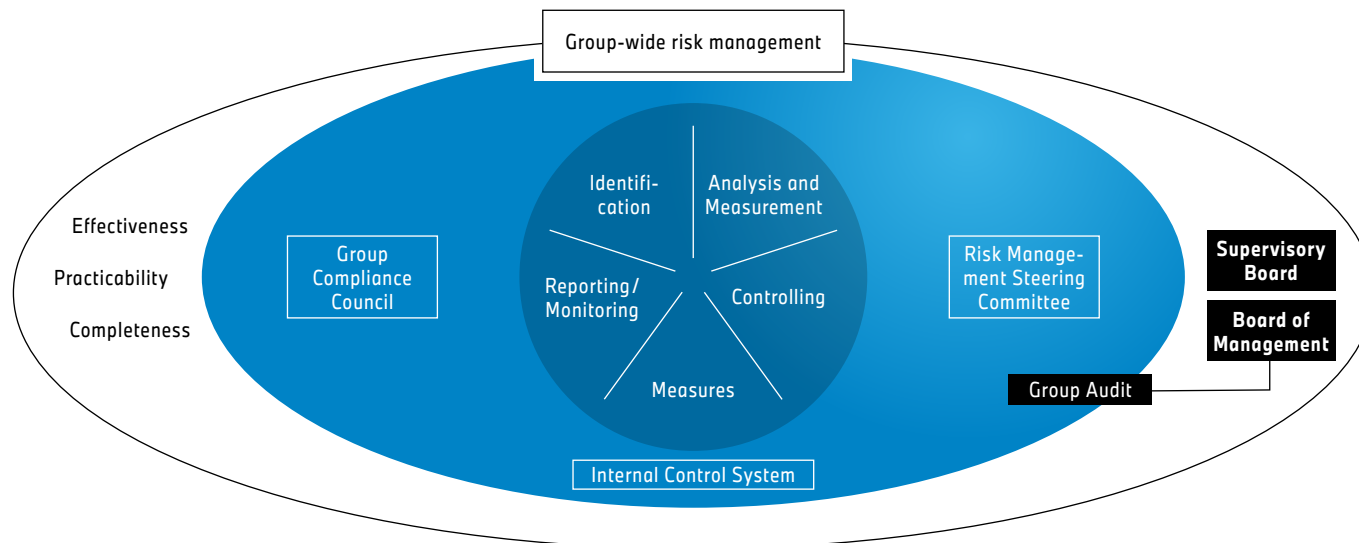 Group-wide risk management
Identifi-
cation
Analysis and
Measurement
Effectiveness
Practicability
Completeness
Group
Compliance
Council
Reporting/
Monitoring
Controlling
Measures
Risk Manage-
ment Steering
Committee
Supervisory
Board
Board of
Management
Group Audit
Internal Control System